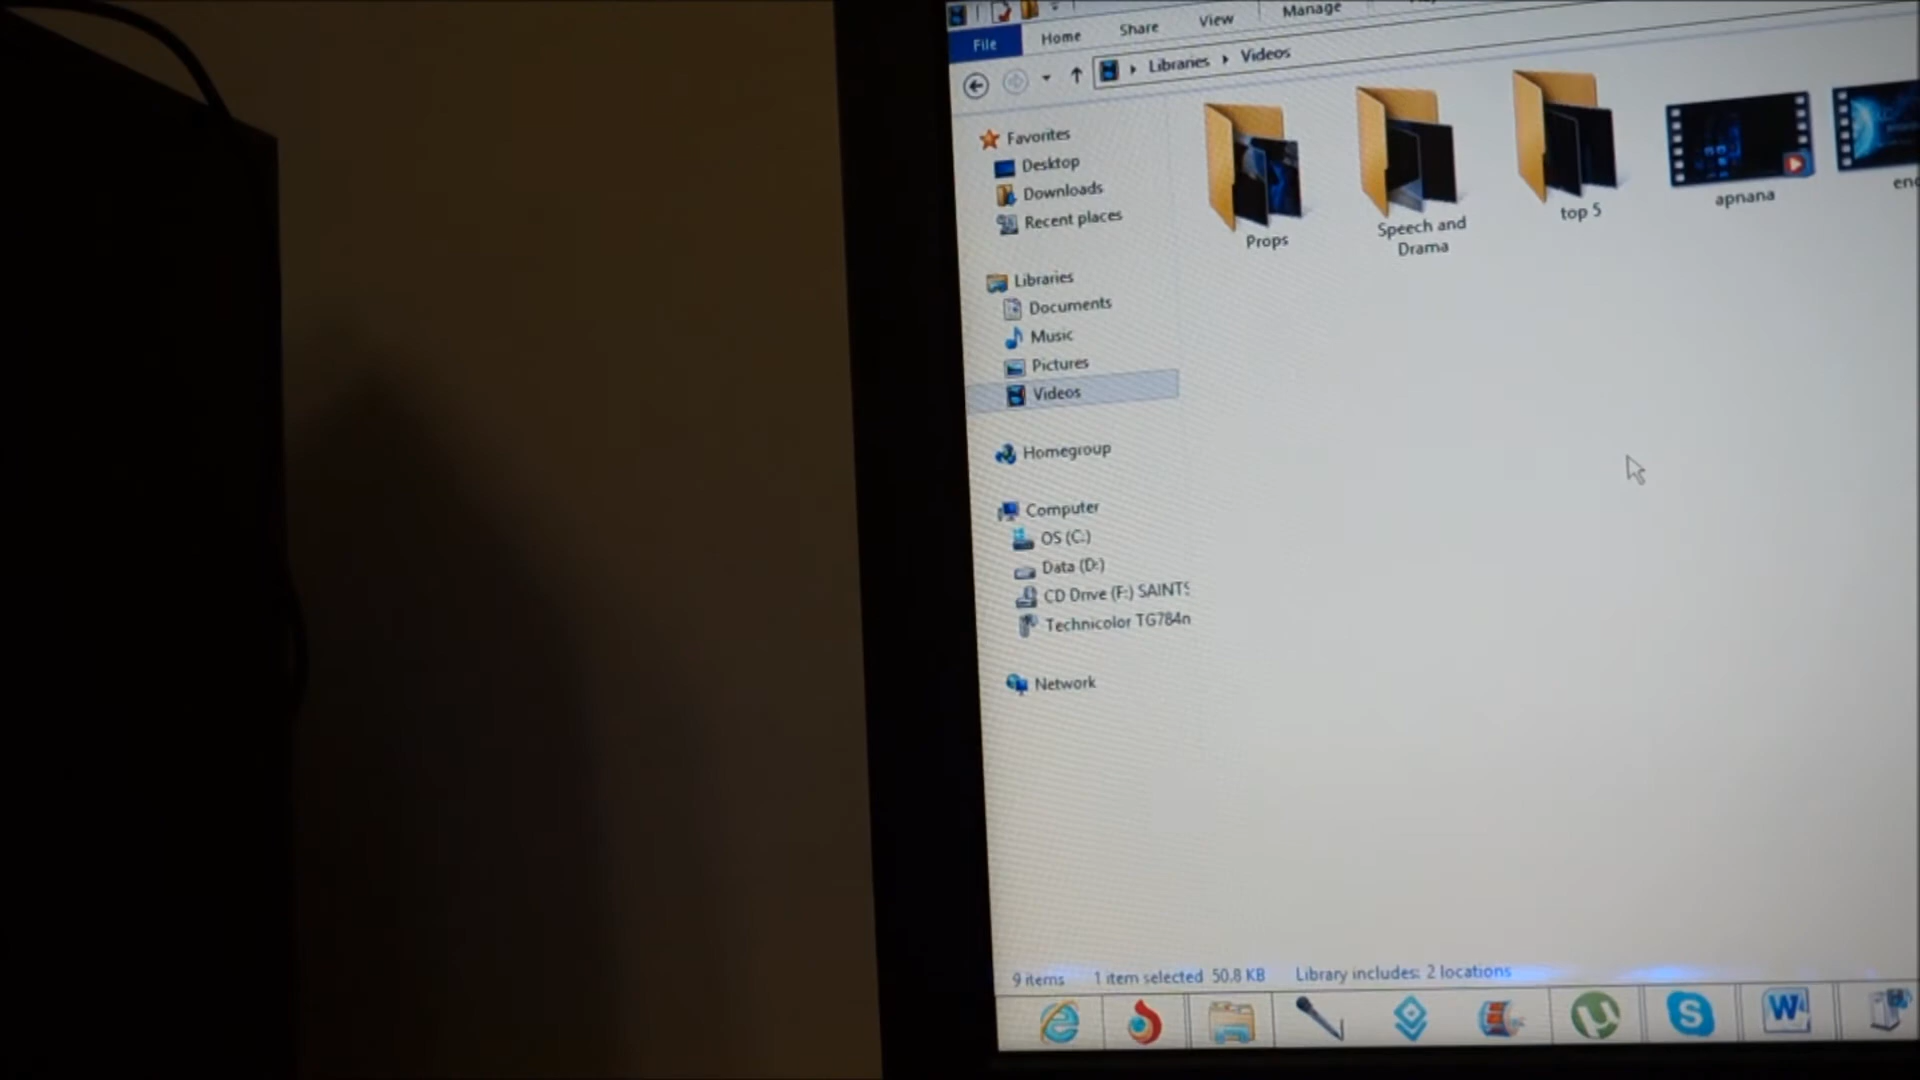 File
Home
Share
View
Manage
Libraries
Videos
Favorites
Desktop
Downloads
Recent places
Libraries
Documents
Music
Pictures
Videos
Homegroup
Computer
OS (C:)
Data (D:)
CD Drive (F:) SAINTS
Technicolor TG784n
Network
Props
Speech and
Drama
top 5
apnana
9 items
1 item selected 50.8 KB
Library includes: 2 locations